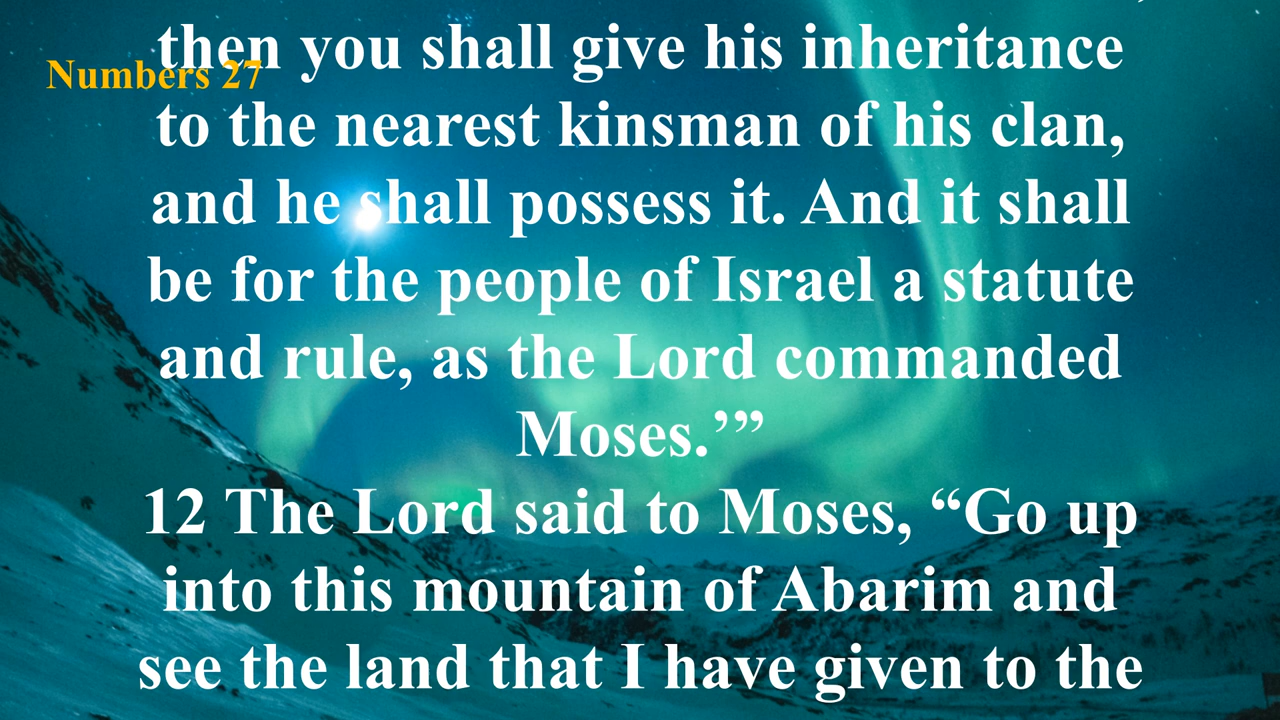 then you shall give his inheritance
Numbers 27
to the nearest kinsman of his clan,
and he shall possess it. And it shall
be for the people of Israel a statute
and rule, as the Lord commanded
Moses.’”
12 The Lord said to Moses, “Go up
into this mountain of Abarim and
see the land that I have given to the